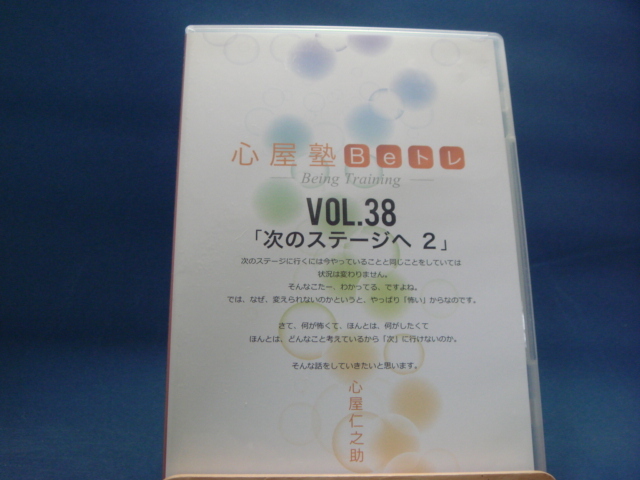 心屋塾Beトレ
Being Training
VOL.38
「次のステージへ 2」
次のステージに行くには今やっていることと同じことをしていては
状況は変わりません。
そんなこたー、わかってる、ですよね。
では、なぜ、変えられないのかというと、やっぱり「怖い」からなのです。
さて、何が怖くて、ほんとは、何がしたくて
ほんとは、どんなこと考えているから「次」に行けないのか。
そんな話をしていきたいと思います。
心屋仁之助